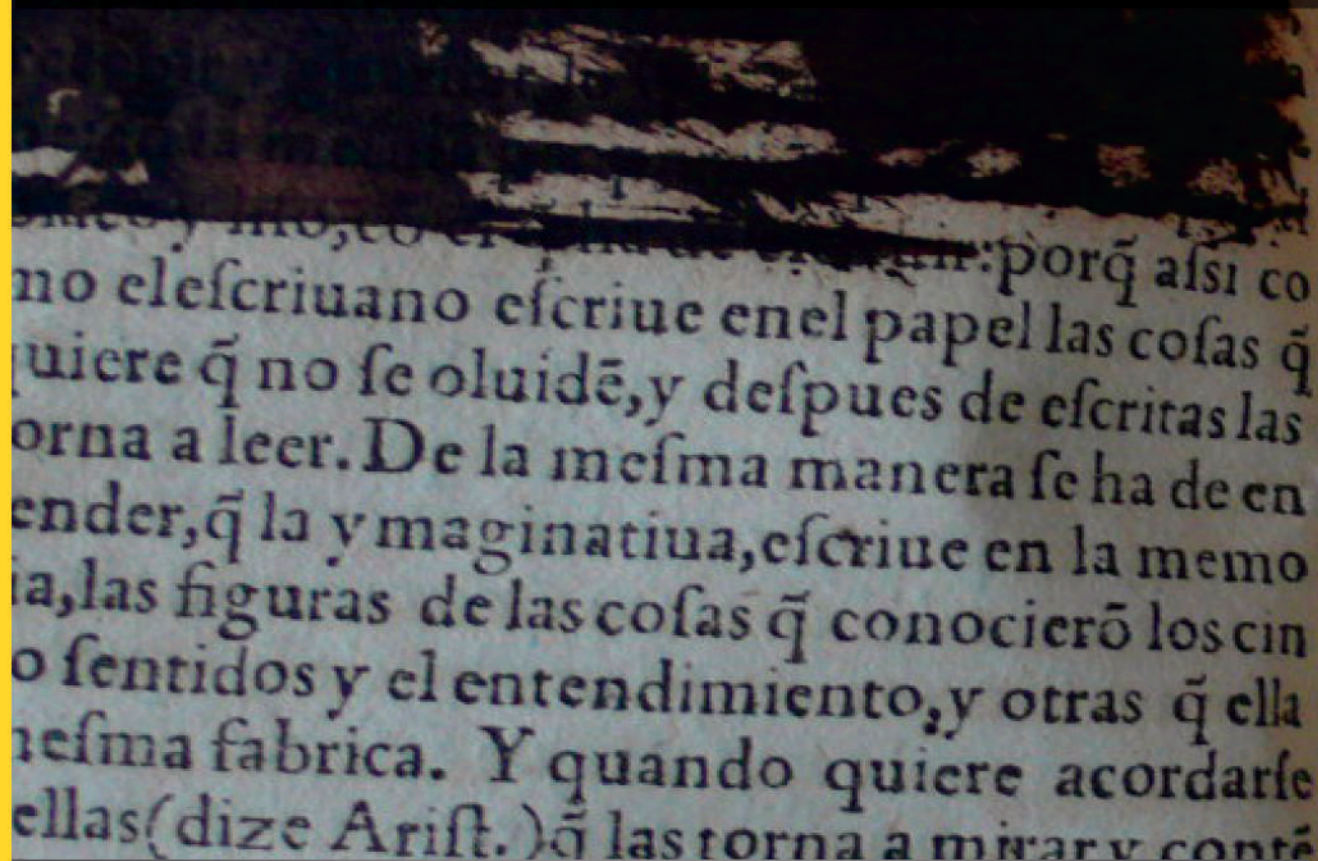 :porq̃ aſsi co
mo eleſcriuano eſcriue enel papel las coſas q̃
quiere q̃ no ſe oluidẽ,y deſpues de eſcritas las
orna a leer. De la meſma manera ſe ha de en
ender,q̃ la ymaginatiua,eſcriue en la memo
ia,las figuras de las coſas q̃ conocierõ los cin
o ſentidos y el entendimiento,y otras q̃ ella
meſma fabrica. Y quando quiere acordarſe
ellas(dize Ariſt.)q̃ las torna a mirar y contẽ